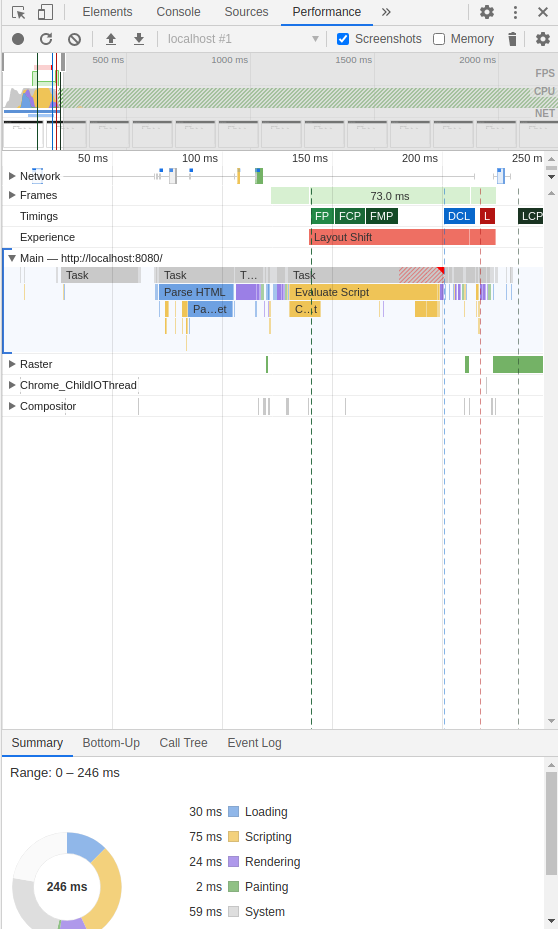 Elements Console Sources Performance »
localhost #1 Screenshots Memory
500 ms 1000 ms 1500 ms 2000 ms
FPS
CPU
NET
50 ms 100 ms 150 ms 200 ms 250 m
Network
Frames 73.0 ms
Timings FP FCP FMP DCL L LCP
Experience Layout Shift
Main — http://localhost:8080/
Task Task T… Task
Parse HTML Evaluate Script
Pa…et C…t
Raster
Chrome_ChildIOThread
Compositor
Summary Bottom-Up Call Tree Event Log
Range: 0 – 246 ms
30 ms Loading
75 ms Scripting
24 ms Rendering
246 ms
2 ms Painting
59 ms System